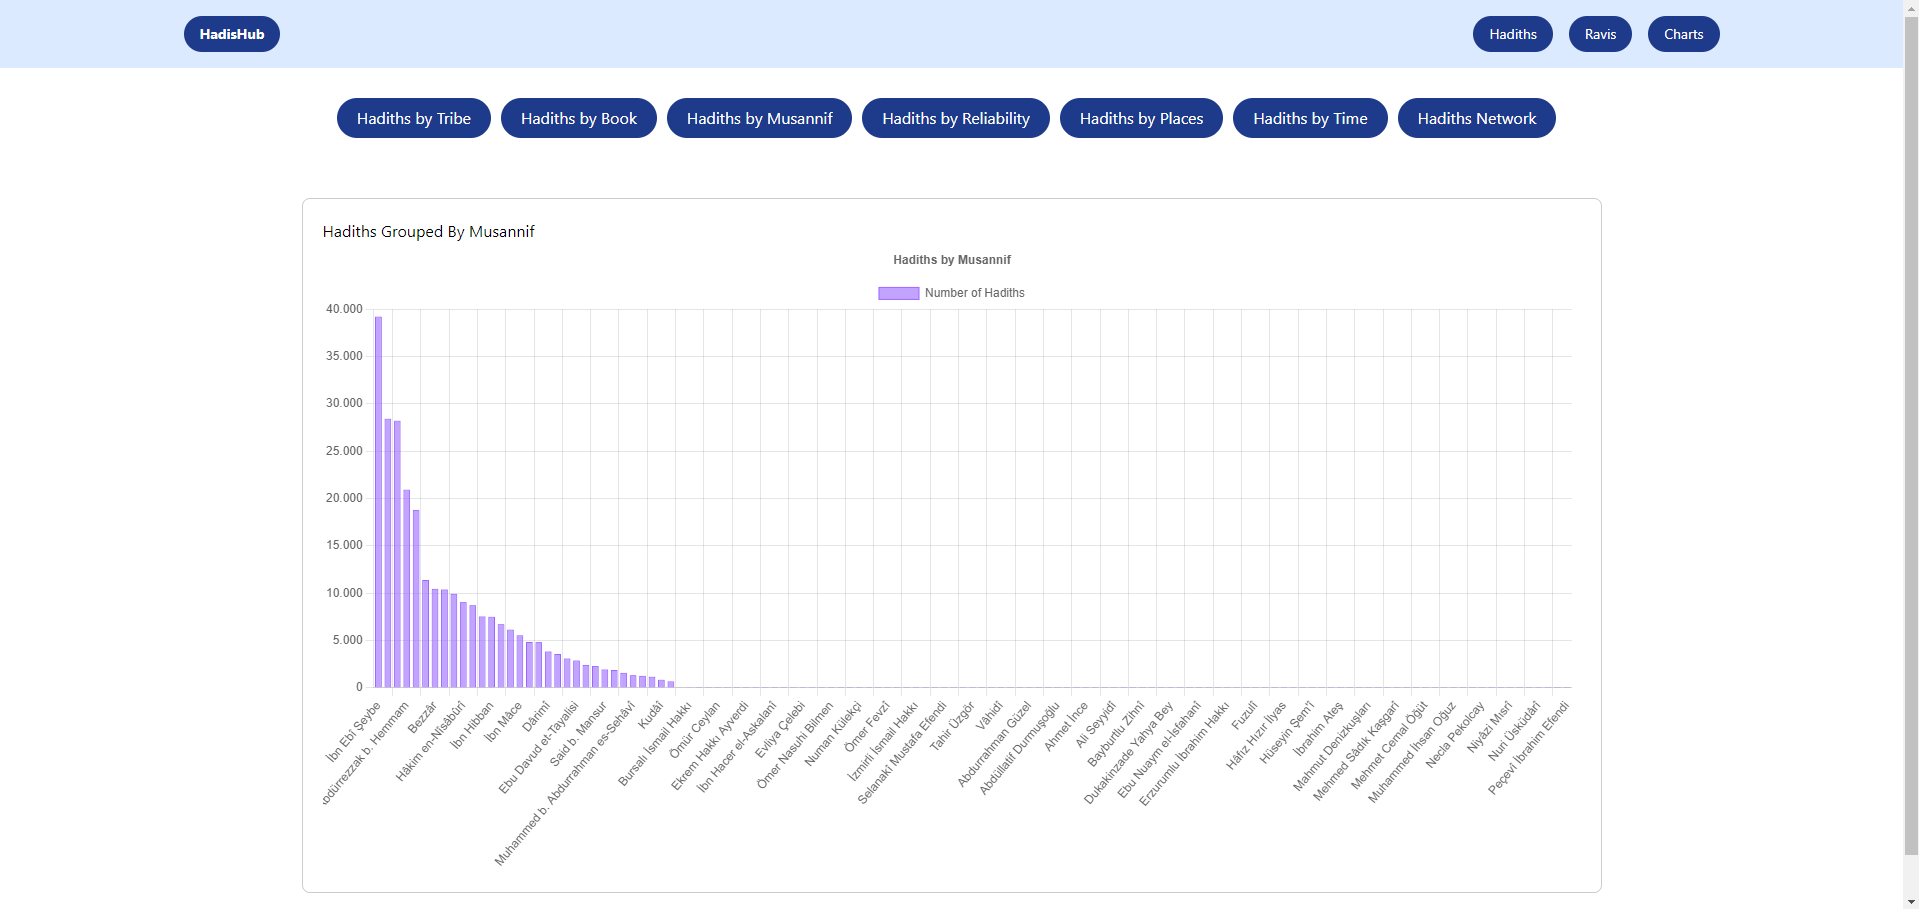 HadisHub
Hadiths Ravis Charts
Hadiths by Tribe Hadiths by Book Hadiths by Musannif Hadiths by Reliability Hadiths by Places Hadiths by Time Hadiths Network
Hadiths Grouped By Musannif
Hadiths by Musannif
Number of Hadiths
40.000
35.000
30.000
25.000
20.000
15.000
10.000
5.000
0
İbn Ebî Şeybe
bdürrezzak b. Hemmam
Bezzâr
Hâkim en-Nîsâbûrî
İbn Hibban
İbn Mâce
Dârimî
Ebu Davud et-Tayalisi
Said b. Mansur
Muhammed b. Abdurrahman es-Sehâvî
Kudâî
Bursalı İsmail Hakkı
Ömür Ceylan
Ekrem Hakkı Ayverdi
İbn Hacer el-Askalanî
Evliya Çelebi
Ömer Nasuhi Bilmen
Numan Külekçi
Ömer Fevzî
İzmirli İsmail Hakkı
Selanakî Mustafa Efendi
Tahir Üzgör
Vâhidî
Abdurrahman Güzel
Abdüllatif Durmuşoğlu
Ahmet İnce
Ali Seyyidî
Bayburtlu Zihnî
Dukakinzade Yahya Bey
Ebu Nuaym el-İsfahanî
Erzurumlu İbrahim Hakkı
Fuzulî
Hâfız Hızır İlyas
Hüseyin Şem'î
İbrahim Ateş
Mahmut Denizkuşları
Mehmed Sâdık Kaşgarî
Mehmet Cemal Öğüt
Muhammed İhsan Oğuz
Necla Pekolcay
Niyâzî Mısrî
Nuri Üsküdârî
Peçevî İbrahim Efendi